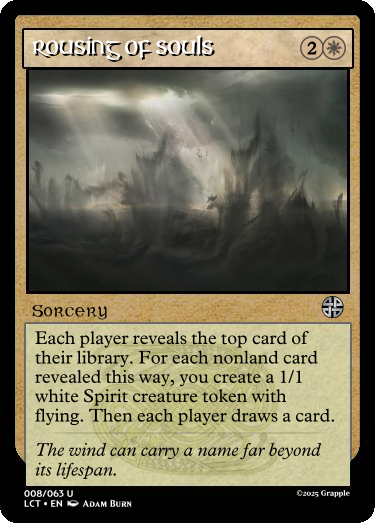 Rousing of Souls 2
Sorcery
Each player reveals the top card of
their library. For each nonland card
revealed this way, you create a 1/1
white Spirit creature token with
flying. Then each player draws a card.
The wind can carry a name far beyond
its lifespan.
008/063 U ©2025 Grapple
LCT • EN Adam Burn